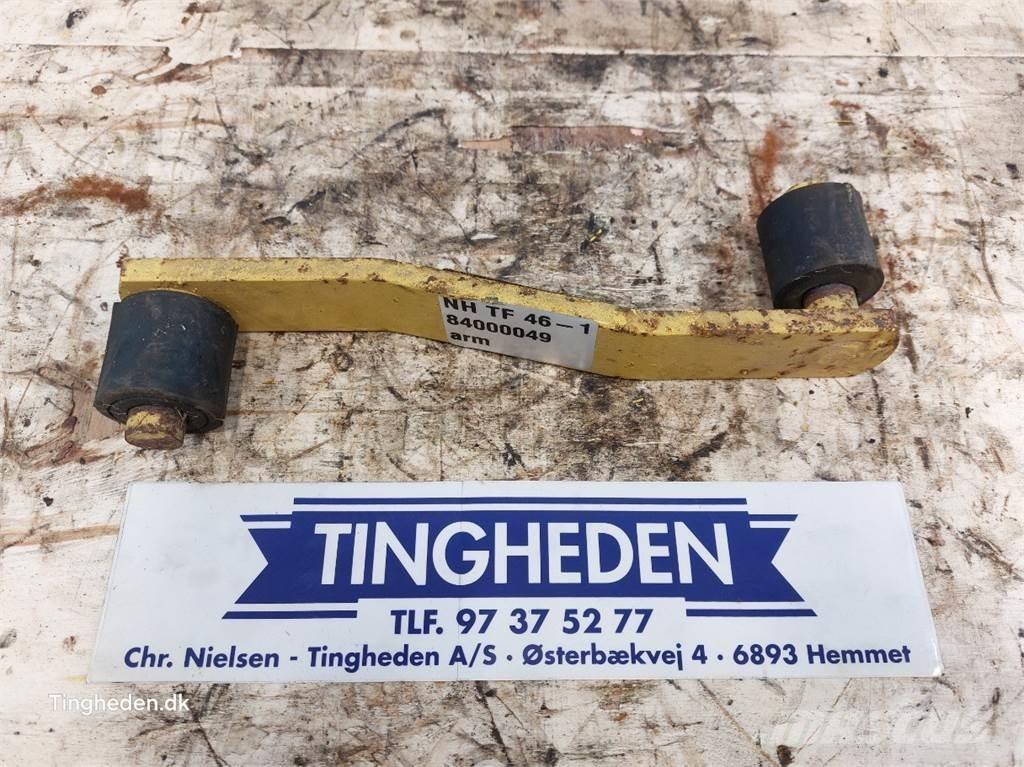 NH TF 46-1
84000049
arm
TINGHEDEN
TLF. 97 37 52 77
Chr. Nielsen - Tingheden A/S · Østerbækvej 4 · 6893 Hemmet
Tingheden.dk
MASCUS